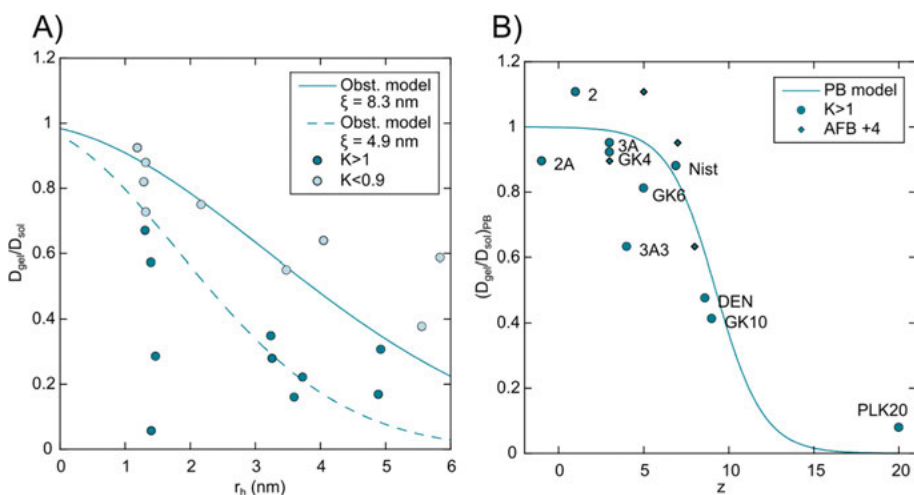 A)
1.2
1
0.8
0.6
0.4
0.2
0
D_gel/D_sol
Obst. model
ξ = 8.3 nm
Obst. model
ξ = 4.9 nm
K>1
K<0.9
0 1 2 3 4 5 6
r_h (nm)
B)
1.2
1
0.8
0.6
0.4
0.2
0
(D_gel/D_sol)_PB
PB model
K>1
AFB +4
2
3A
2A
GK4
Nist
GK6
3A3
DEN
GK10
PLK20
0 5 10 15 20
z